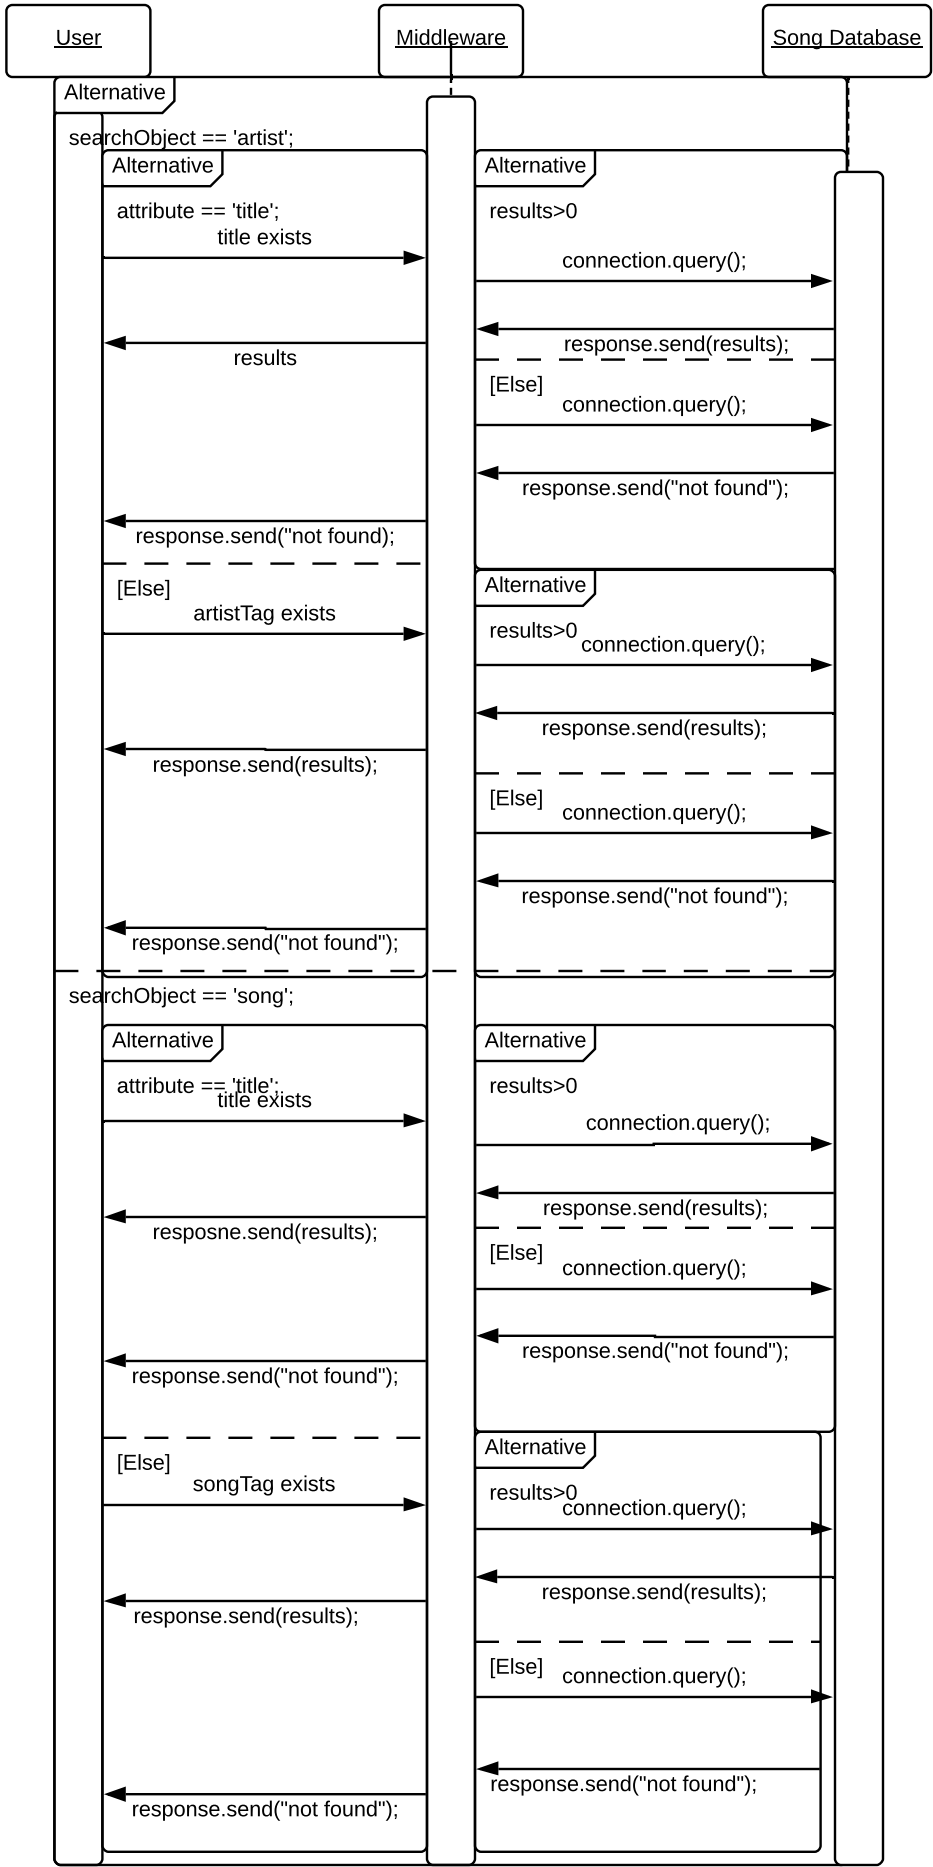 User
Middleware
Song Database
Alternative
searchObject == 'artist';
Alternative
Alternative
attribute == 'title';
results>0
title exists
connection.query();
response.send(results);
results
[Else]
connection.query();
response.send("not found");
response.send("not found);
[Else]
Alternative
artistTag exists
results>0
connection.query();
response.send(results);
response.send(results);
[Else]
connection.query();
response.send("not found");
response.send("not found");
searchObject == 'song';
Alternative
Alternative
attribute == 'title';
results>0
title exists
connection.query();
response.send(results);
resposne.send(results);
[Else]
connection.query();
response.send("not found");
response.send("not found");
Alternative
[Else]
songTag exists
results>0
connection.query();
response.send(results);
response.send(results);
[Else]
connection.query();
response.send("not found");
response.send("not found");